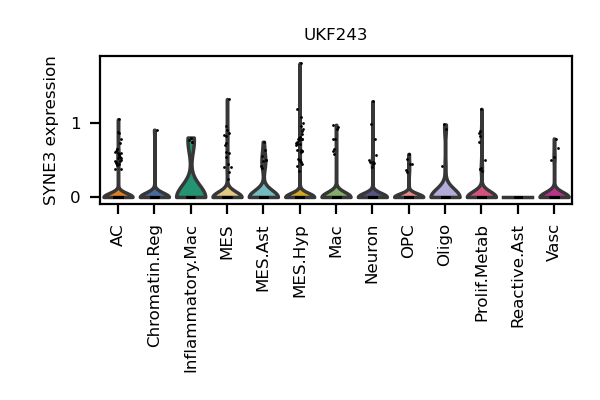 UKF243
SYNE3 expression
1
0
AC
Chromatin.Reg
Inflammatory.Mac
MES
MES.Ast
MES.Hyp
Mac
Neuron
OPC
Oligo
Prolif.Metab
Reactive.Ast
Vasc